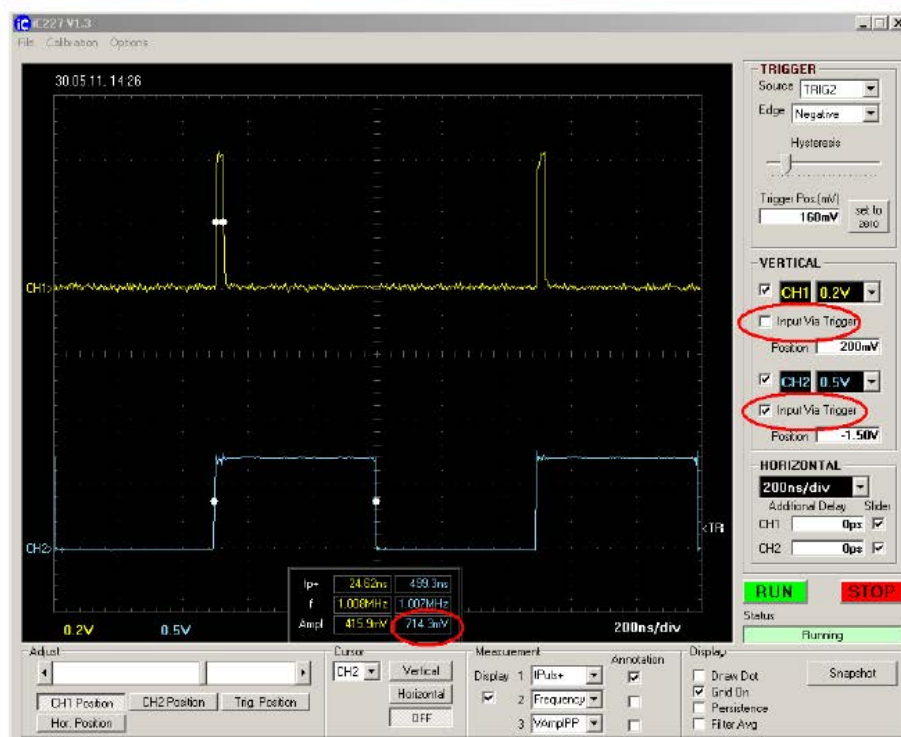 iC227 V1.3
File Calibration Options
30.05.11. 14:26
CH1
CH2
<TRI
tp+ 24.62ns 499.3ns
f 1.008MHz 1.007MHz
Ampl 415.9mV 714.3mV
0.2V 0.5V 200ns/div
TRIGGER
Source TRIG2
Edge Negative
Hysteresis
Trigger Pos.(mV)
160mV set to zero
VERTICAL
CH1 0.2V
Input Via Trigger
Position 200mV
CH2 0.5V
Input Via Trigger
Position -1.50V
HORIZONTAL
200ns/div
Additional Delay Slider
CH1 0ps
CH2 0ps
RUN STOP
Status
Running
Adjust
CH1 Position CH2 Position Trig. Position
Hor. Position
Cursor
CH2 Vertical
Horizontal
OFF
Measurement
Annotation
Display 1 tPuls+
2 Frequency
3 VAmplPP
Display
Draw Dot
Grid On
Persistence
Filter Avg
Snapshot